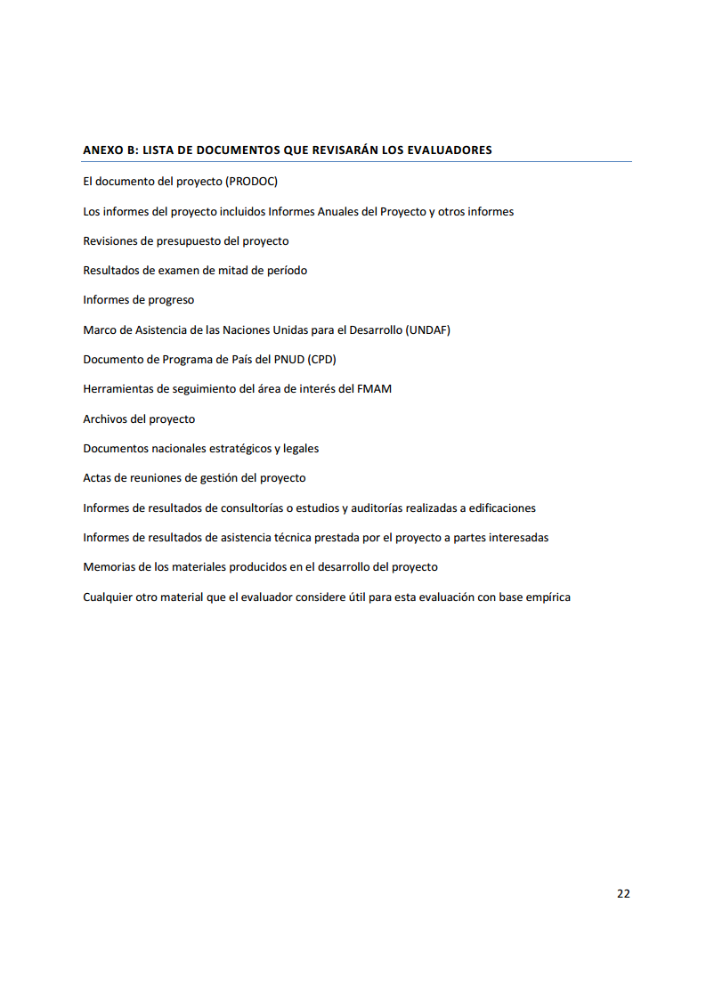 ANEXO B: LISTA DE DOCUMENTOS QUE REVISARÁN LOS EVALUADORES
El documento del proyecto (PRODOC)
Los informes del proyecto incluidos Informes Anuales del Proyecto y otros informes
Revisiones de presupuesto del proyecto
Resultados de examen de mitad de período
Informes de progreso
Marco de Asistencia de las Naciones Unidas para el Desarrollo (UNDAF)
Documento de Programa de País del PNUD (CPD)
Herramientas de seguimiento del área de interés del FMAM
Archivos del proyecto
Documentos nacionales estratégicos y legales
Actas de reuniones de gestión del proyecto
Informes de resultados de consultorías o estudios y auditorías realizadas a edificaciones
Informes de resultados de asistencia técnica prestada por el proyecto a partes interesadas
Memorias de los materiales producidos en el desarrollo del proyecto
Cualquier otro material que el evaluador considere útil para esta evaluación con base empírica
22